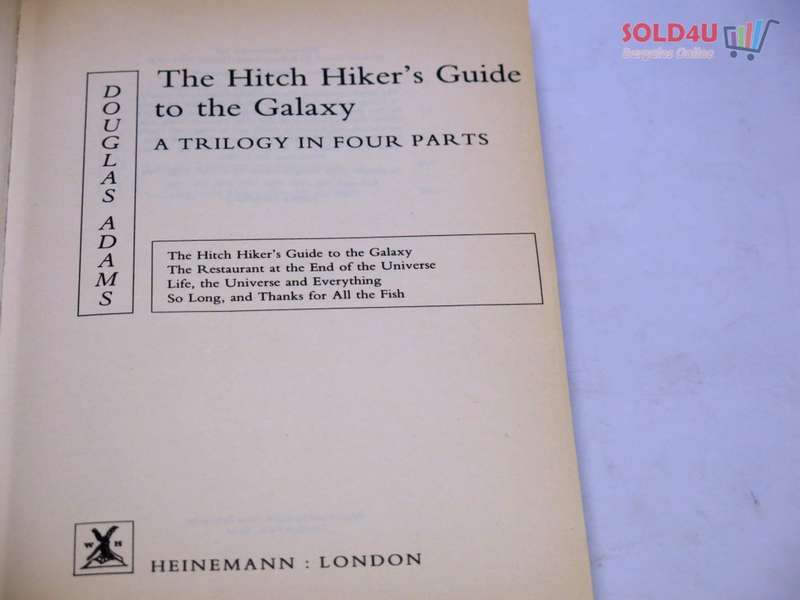 SOLD4U
Bargains Online
The Hitch Hiker's Guide
to the Galaxy
A TRILOGY IN FOUR PARTS
DOUGLAS ADAMS
The Hitch Hiker's Guide to the Galaxy
The Restaurant at the End of the Universe
Life, the Universe and Everything
So Long, and Thanks for All the Fish
W H
HEINEMANN : LONDON